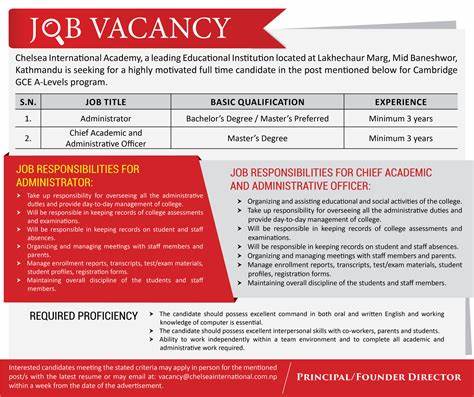 JOB VACANCY
Chelsea International Academy, a leading Educational Institution located at Lakhechaur Marg, Mid Baneshwor,
Kathmandu is seeking for a highly motivated full time candidate in the post mentioned below for Cambridge
GCE A-Levels program.
S.N. JOB TITLE BASIC QUALIFICATION EXPERIENCE
1. Administrator Bachelor's Degree / Master's Preferred Minimum 3 years
2. Chief Academic and Administrative Officer Master's Degree Minimum 3 years
JOB RESPONSIBILITIES FOR
ADMINISTRATOR:
Take up responsibility for overseeing all the administrative
duties and provide day-to-day management of college.
Will be responsible in keeping records of college assessments
and examinations.
Will be responsible in keeping records on student and staff
absences.
Organizing and managing meetings with staff members and
parents.
Manage enrollment reports, transcripts, test/exam materials,
student profiles, registration forms.
Maintaining overall discipline of the students and staff
members.
JOB RESPONSIBILITIES FOR CHIEF ACADEMIC
AND ADMINISTRATIVE OFFICER:
Organizing and assisting educational and social activities of the college.
Take up responsibility for overseeing all the administrative duties and
provide day-to-day management of college.
Will be responsible in keeping records of college assessments and
examinations.
Will be responsible in keeping records on student and staff absences.
Organizing and managing meetings with staff members and parents.
Manage enrollment reports, transcripts, test/exam materials, student
profiles, registration forms.
Maintaining overall discipline of the students and staff members.
REQUIRED PROFICIENCY
The candidate should possess excellent command in both oral and written English and working
knowledge of computer is essential.
The candidate should possess excellent interpersonal skills with co-workers, parents and students.
Ability to work independently within a team environment and to complete all academic and
administrative work required.
Interested candidates meeting the stated criteria may apply in person for the mentioned
post/s with the latest resume or may email at: vacancy@chelseainternational.com.np
within a week from the date of the advertisement.
PRINCIPAL/FOUNDER DIRECTOR